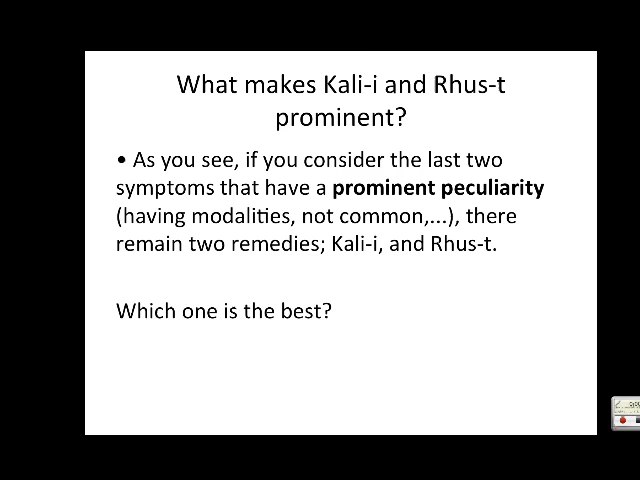 What makes Kali-i and Rhus-t
prominent?
• As you see, if you consider the last two
symptoms that have a prominent peculiarity
(having modalities, not common,...), there
remain two remedies; Kali-i, and Rhus-t.
Which one is the best?